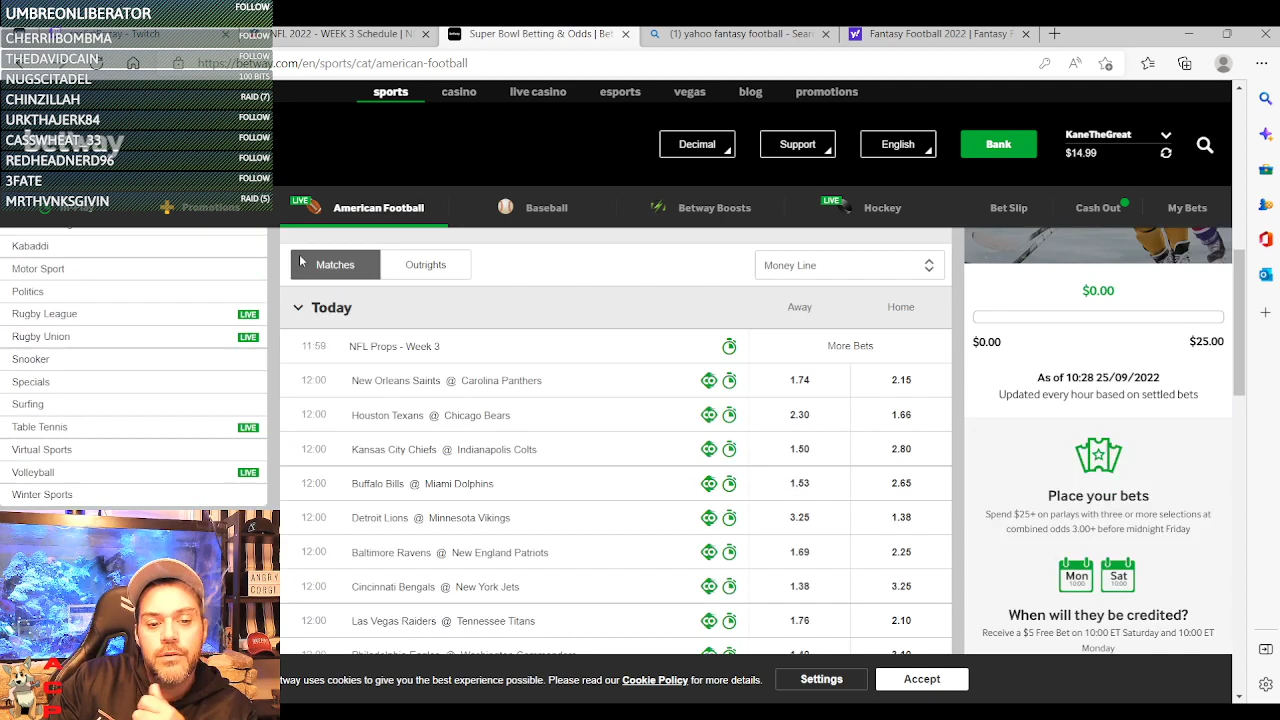 UMBREONLIBERATOR FOLLOW
CHERRIIBOMBMA FOLLOW
THEDAVIDCAIN FOLLOW
NUGSCITADEL 100 BITS
CHINZILLAH RAID (7)
URKTHAJERK84 FOLLOW
CASSWHEAT_33 FOLLOW
REDHEADNERD96 FOLLOW
3FATE FOLLOW
MRTHVNKSGIVIN RAID (5)
Twitch
NFL 2022 - WEEK 3 Schedule | N
Super Bowl Betting & Odds | Bet
(1) yahoo fantasy football - Sear
Fantasy Football 2022 | Fantasy F
https://betway.com/en/sports/cat/american-football
sports casino live casino esports vegas blog promotions
betway
Decimal Support English Bank
KaneTheGreat
$14.99
Promotions
LIVE American Football Baseball Betway Boosts LIVE Hockey Bet Slip Cash Out My Bets
Kabaddi
Motor Sport
Politics
Rugby League LIVE
Rugby Union LIVE
Snooker
Specials
Surfing
Table Tennis LIVE
Virtual Sports
Volleyball LIVE
Winter Sports
Matches Outrights Money Line
Today Away Home
11:59 NFL Props - Week 3 More Bets
12:00 New Orleans Saints @ Carolina Panthers 1.74 2.15
12:00 Houston Texans @ Chicago Bears 2.30 1.66
12:00 Kansas City Chiefs @ Indianapolis Colts 1.50 2.80
12:00 Buffalo Bills @ Miami Dolphins 1.53 2.65
12:00 Detroit Lions @ Minnesota Vikings 3.25 1.38
12:00 Baltimore Ravens @ New England Patriots 1.69 2.25
12:00 Cincinnati Bengals @ New York Jets 1.38 3.25
12:00 Las Vegas Raiders @ Tennessee Titans 1.76 2.10
$0.00
$0.00 $25.00
As of 10:28 25/09/2022
Updated every hour based on settled bets
Place your bets
Spend $25+ on parlays with three or more selections at
combined odds 3.00+ before midnight Friday
Mon 10:00 Sat 10:00
When will they be credited?
Receive a $5 Free Bet on 10:00 ET Saturday and 10:00 ET
Monday
tway uses cookies to give you the best experience possible. Please read our Cookie Policy for more details.
Settings Accept